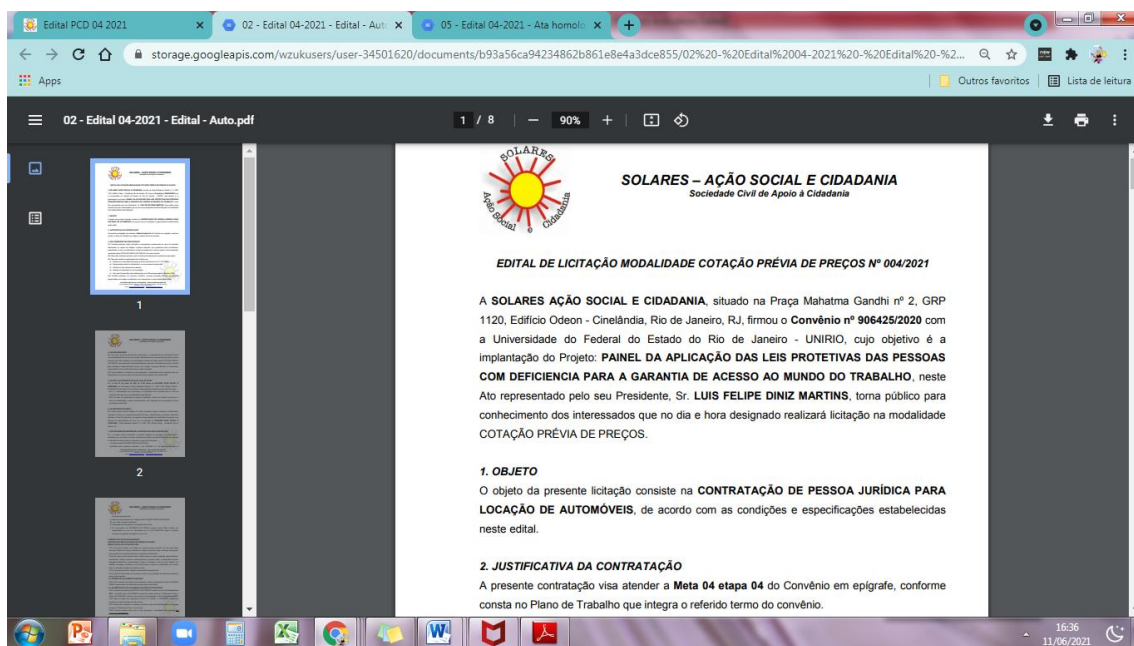 Edital PCD 04 2021
02 - Edital 04-2021 - Edital - Auto
05 - Edital 04-2021 - Ata homolo
storage.googleapis.com/wzukusers/user-34501620/documents/b93a56ca94234862b861e8e4a3dce855/02%20-%20Edital%2004-2021%20-%20Edital%20-%2...
Apps
Outros favoritos
Lista de leitura
02 - Edital 04-2021 - Edital - Auto.pdf
1 / 8
90%
1
2
SOLARES
Ação Social e Cidadania
SOLARES – AÇÃO SOCIAL E CIDADANIA
Sociedade Civil de Apoio à Cidadania
EDITAL DE LICITAÇÃO MODALIDADE COTAÇÃO PRÉVIA DE PREÇOS Nº 004/2021
A SOLARES AÇÃO SOCIAL E CIDADANIA, situado na Praça Mahatma Gandhi nº 2, GRP
1120, Edifício Odeon - Cinelândia, Rio de Janeiro, RJ, firmou o Convênio nº 906425/2020 com
a Universidade do Federal do Estado do Rio de Janeiro - UNIRIO, cujo objetivo é a
implantação do Projeto: PAINEL DA APLICAÇÃO DAS LEIS PROTETIVAS DAS PESSOAS
COM DEFICIENCIA PARA A GARANTIA DE ACESSO AO MUNDO DO TRABALHO, neste
Ato representado pelo seu Presidente, Sr. LUIS FELIPE DINIZ MARTINS, torna público para
conhecimento dos interessados que no dia e hora designado realizará licitação na modalidade
COTAÇÃO PRÉVIA DE PREÇOS.
1. OBJETO
O objeto da presente licitação consiste na CONTRATAÇÃO DE PESSOA JURÍDICA PARA
LOCAÇÃO DE AUTOMÓVEIS, de acordo com as condições e especificações estabelecidas
neste edital.
2. JUSTIFICATIVA DA CONTRATAÇÃO
A presente contratação visa atender a Meta 04 etapa 04 do Convênio em epígrafe, conforme
consta no Plano de Trabalho que integra o referido termo do convênio.
16:36
11/06/2021